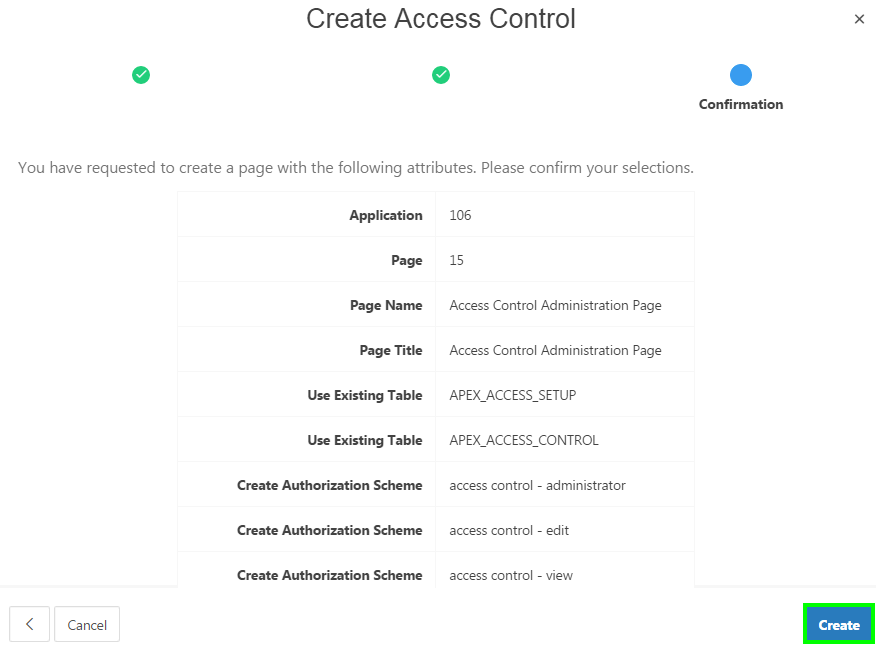 Create Access Control
Confirmation
You have requested to create a page with the following attributes. Please confirm your selections.
Application 106
Page 15
Page Name Access Control Administration Page
Page Title Access Control Administration Page
Use Existing Table APEX_ACCESS_SETUP
Use Existing Table APEX_ACCESS_CONTROL
Create Authorization Scheme access control - administrator
Create Authorization Scheme access control - edit
Create Authorization Scheme access control - view
Cancel Create